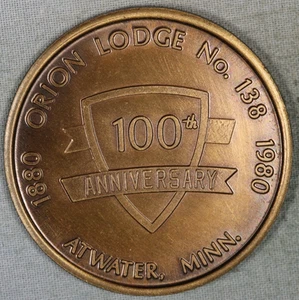 1880 ORION LODGE No. 138 1980
100th
ANNIVERSARY
ATWATER, MINN.